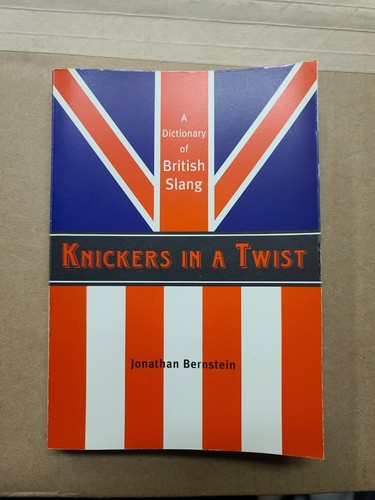 A
Dictionary
of
British
Slang
KNICKERS IN A TWIST
Jonathan Bernstein